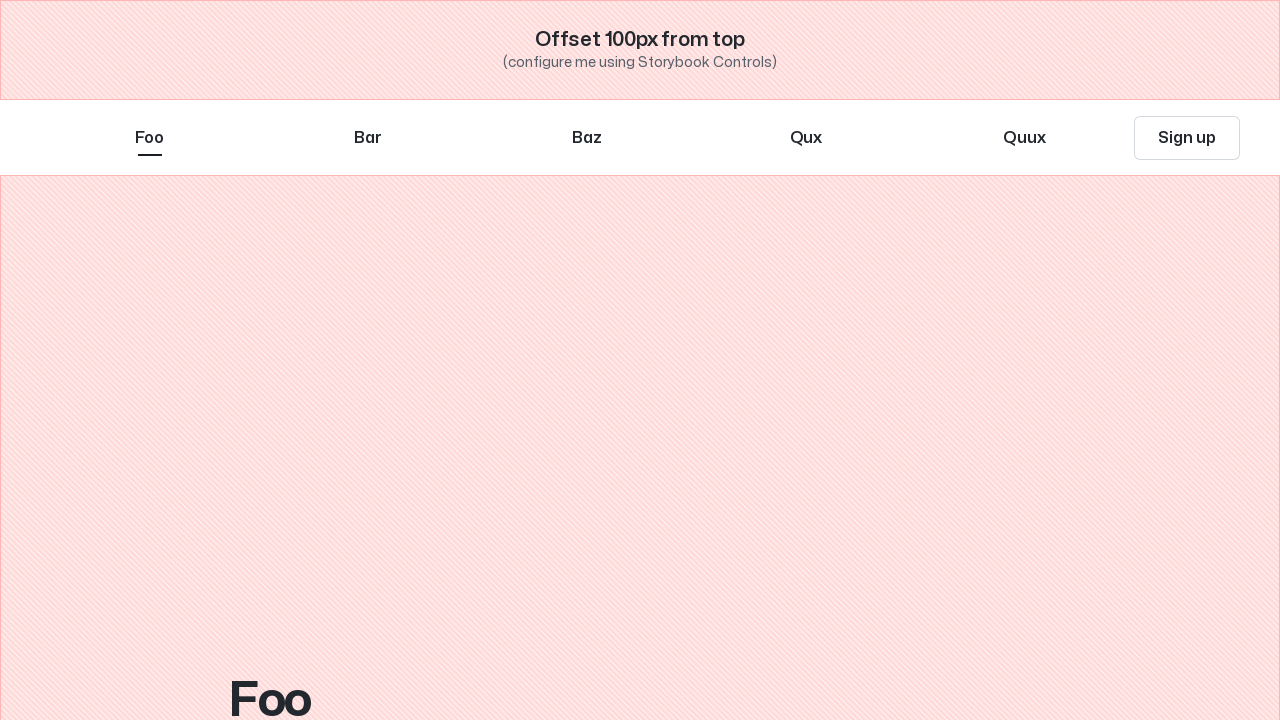 Offset 100px from top
(configure me using Storybook Controls)
Foo Bar Baz Qux Quux Sign up
Foo